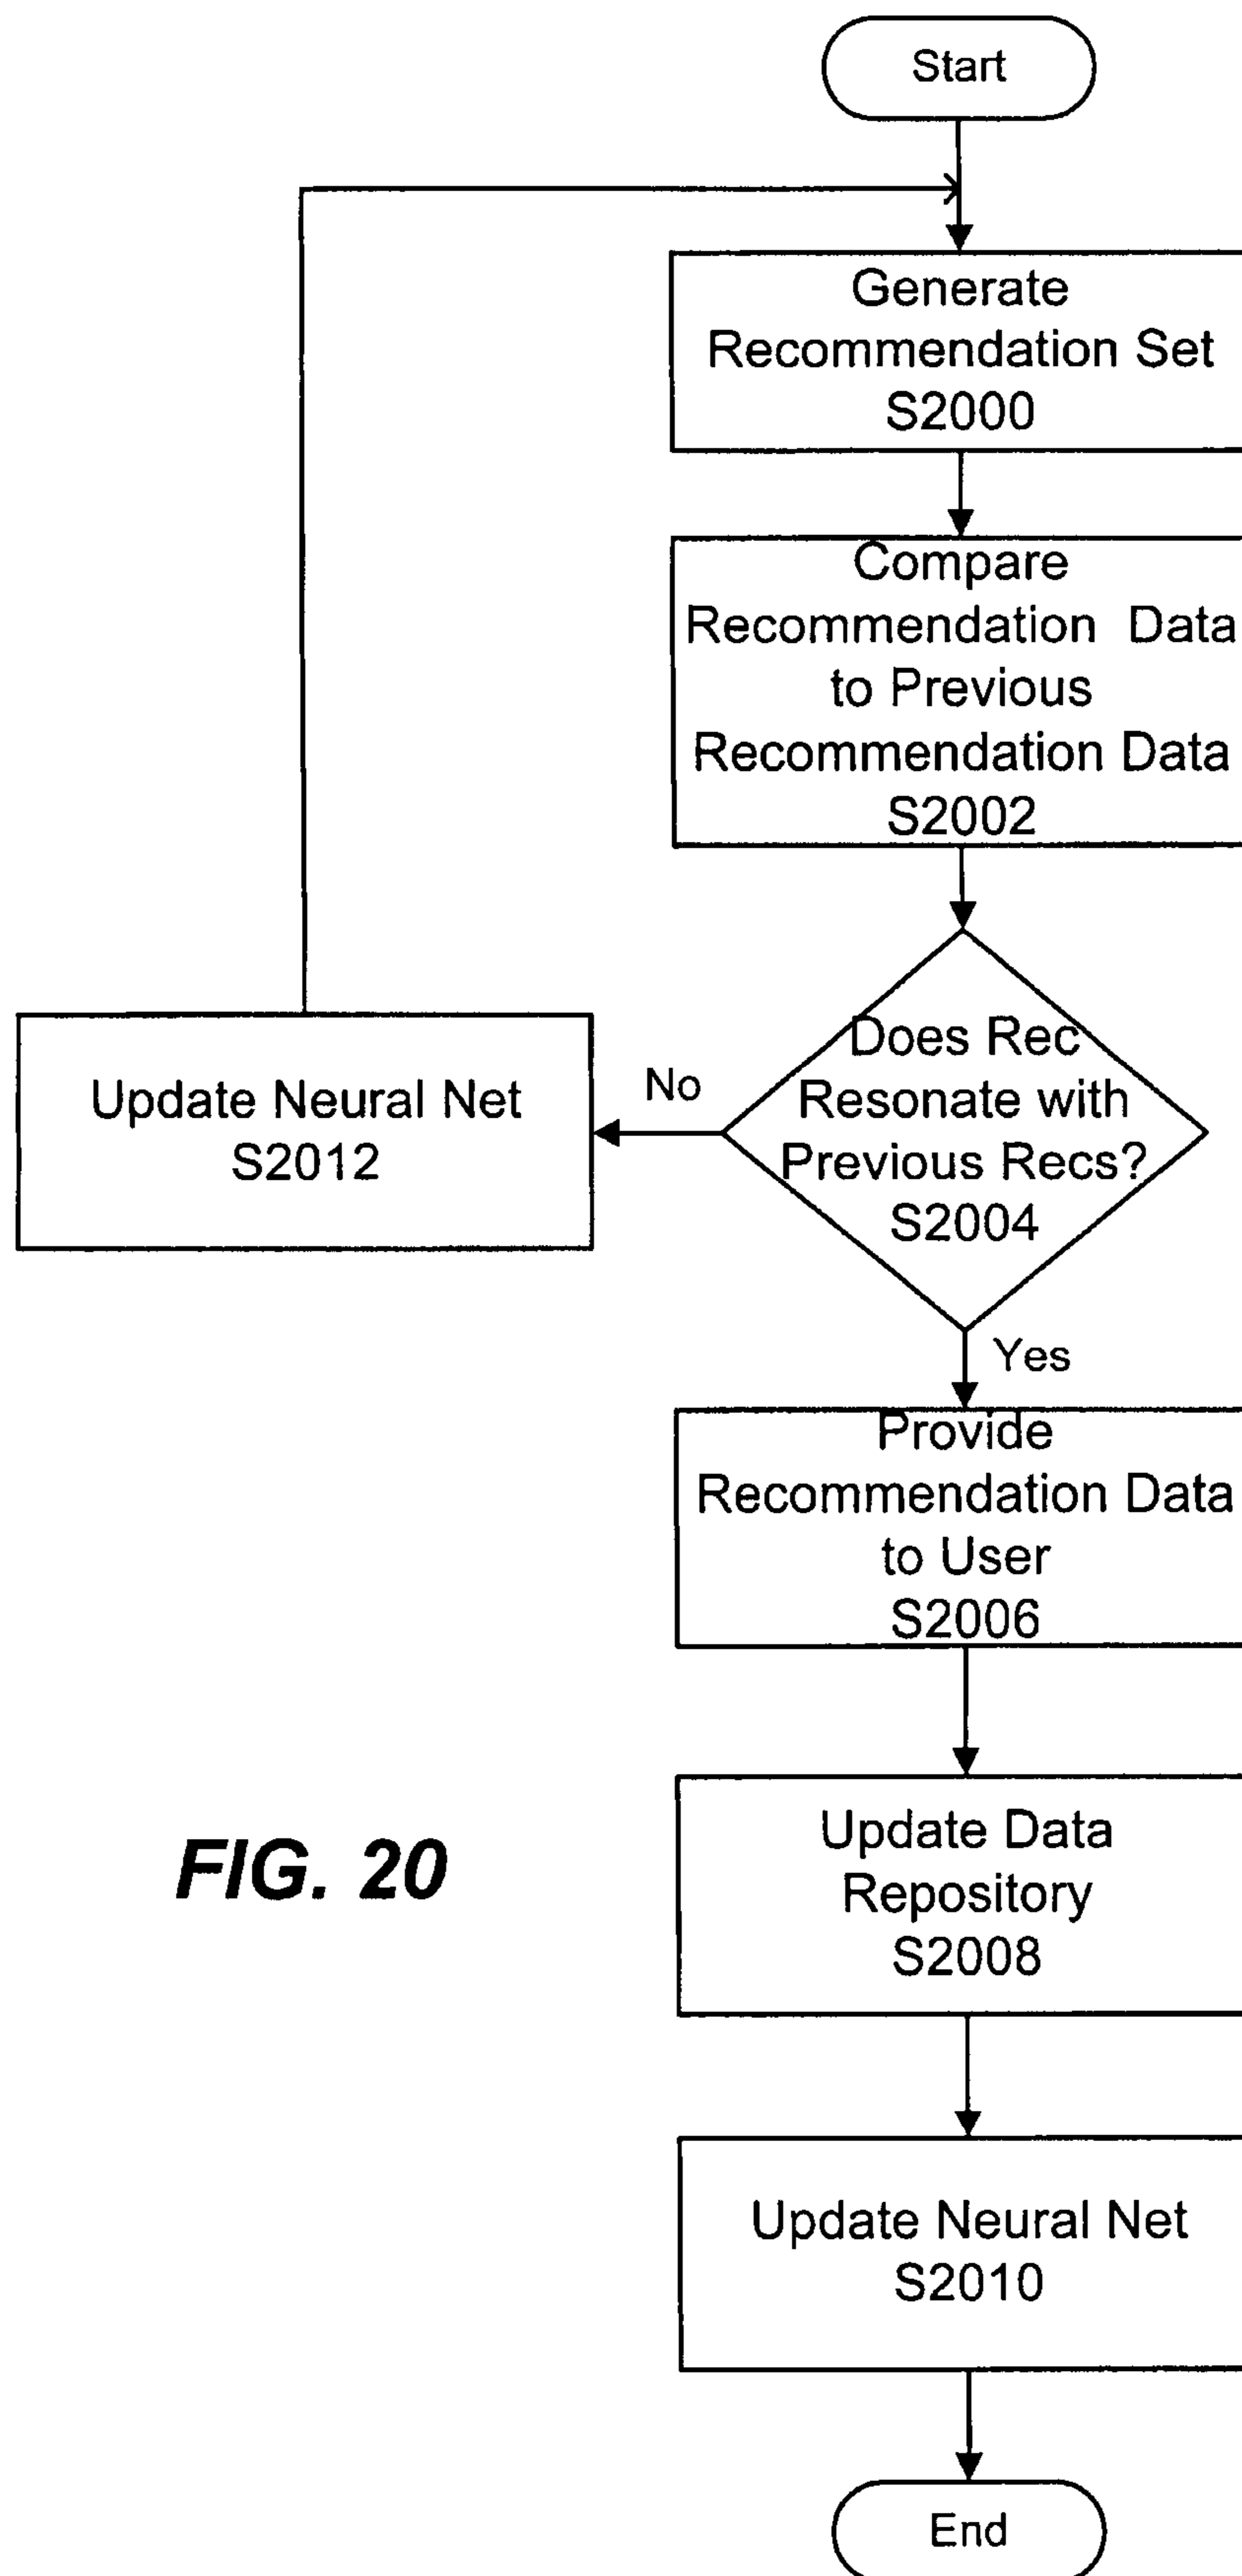 Start
Generate
Recommendation Set
S2000
Compare
Recommendation Data
to Previous
Recommendation Data
S2002
Does Rec
Resonate with
Previous Recs?
S2004
No
Update Neural Net
S2012
Yes
Provide
Recommendation Data
to User
S2006
Update Data
Repository
S2008
FIG. 20
Update Neural Net
S2010
End